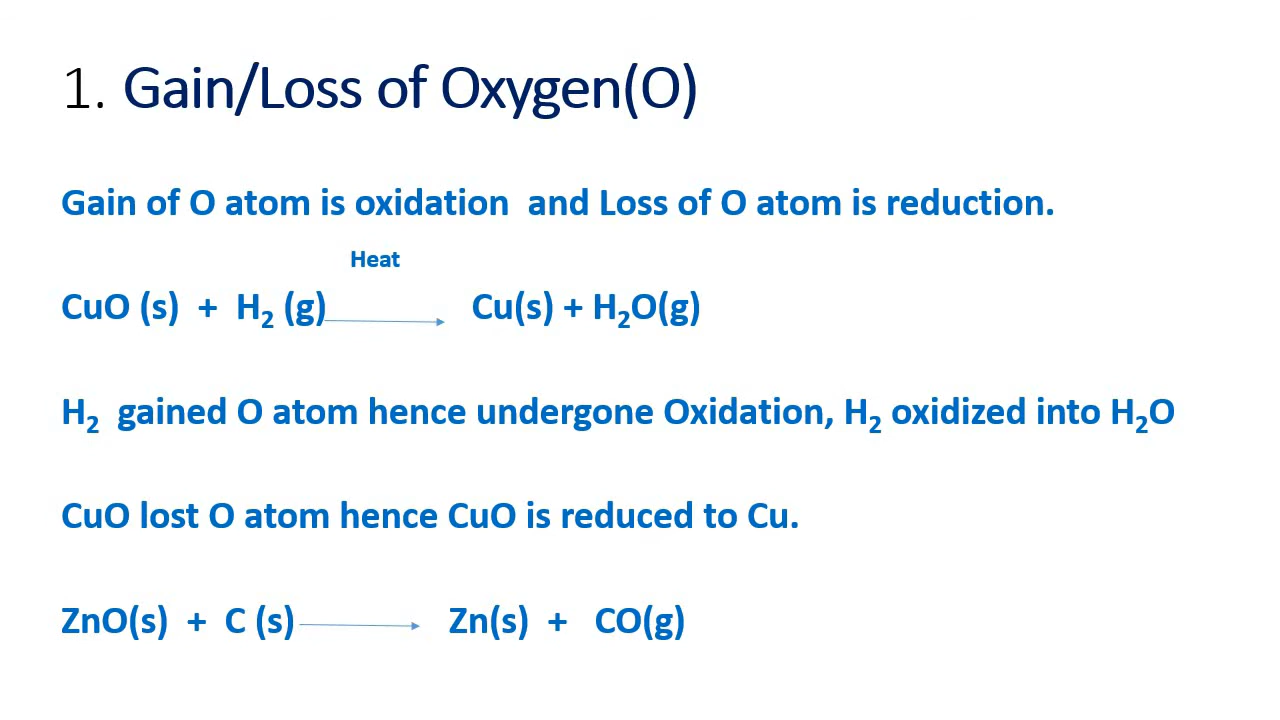 1. Gain/Loss of Oxygen(O)
Gain of O atom is oxidation  and Loss of O atom is reduction.
Heat
CuO (s)  +  H₂ (g) ⟶ Cu(s) + H₂O(g)
H₂  gained O atom hence undergone Oxidation, H₂ oxidized into H₂O
CuO lost O atom hence CuO is reduced to Cu.
ZnO(s)  +  C (s) ⟶ Zn(s)  +   CO(g)